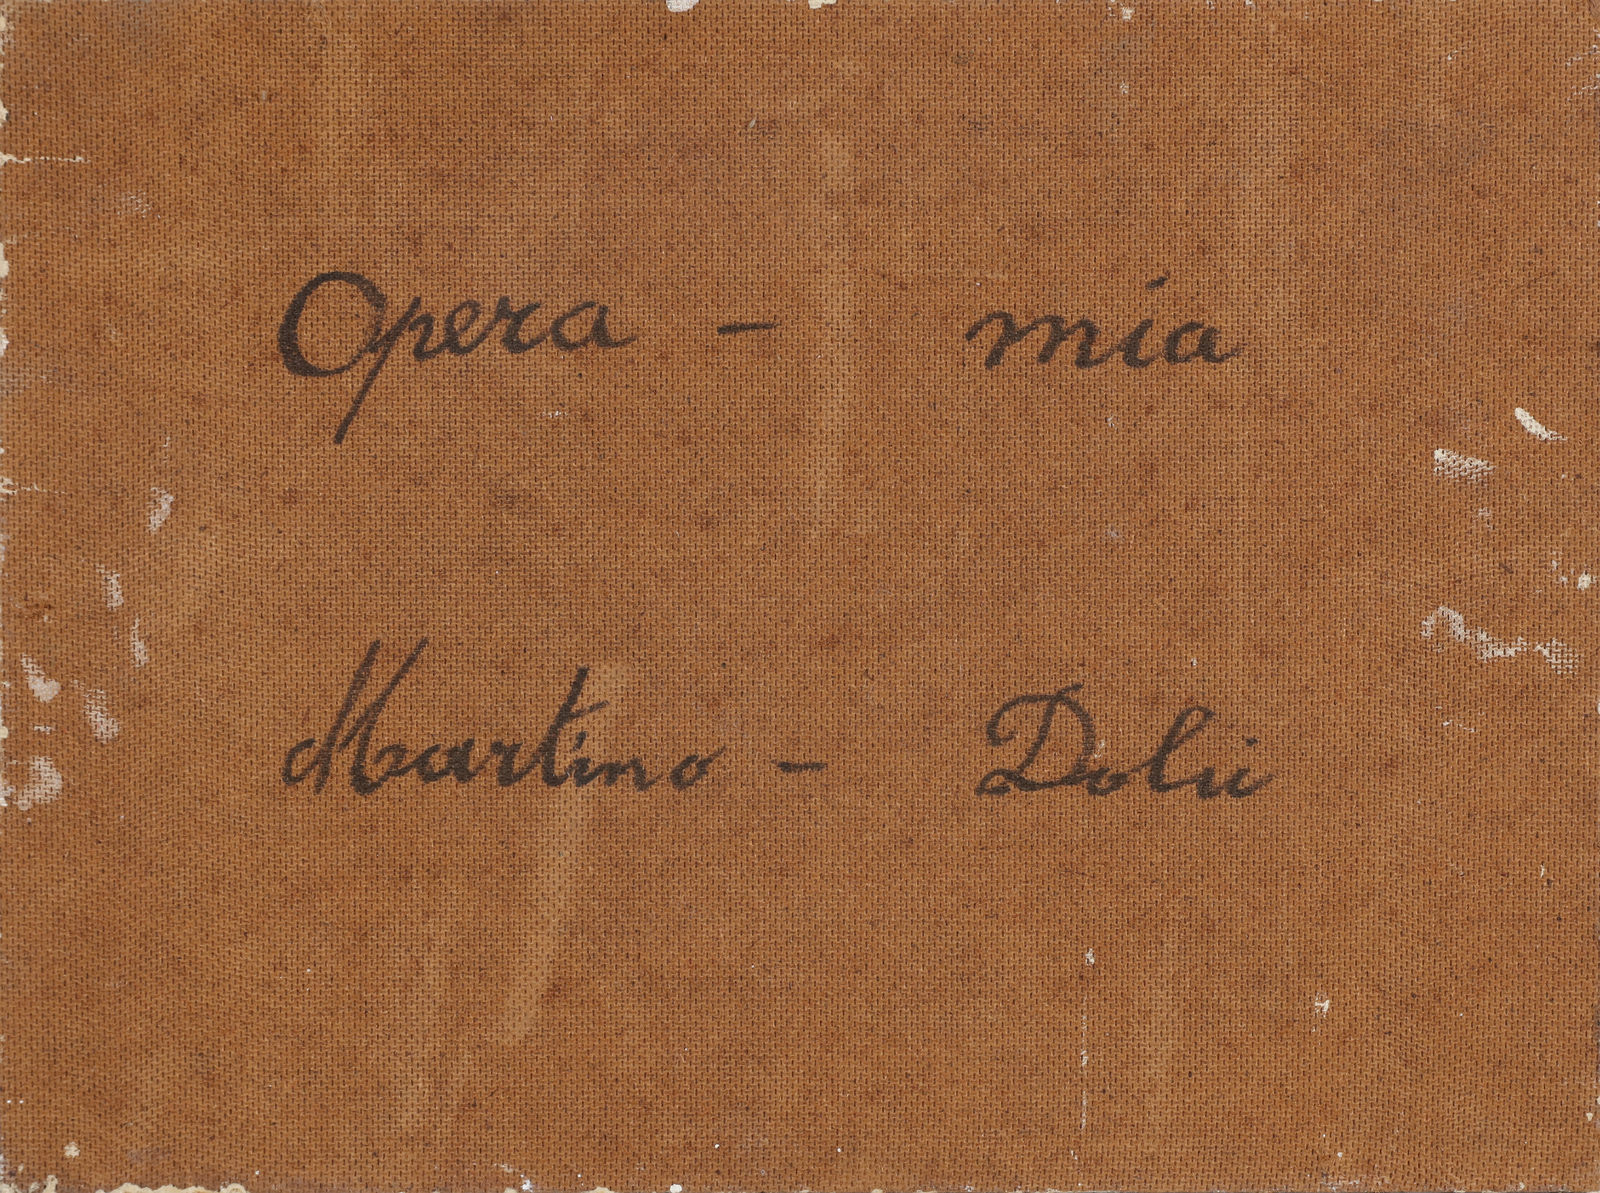 Opera - mia
Martino - Dolci